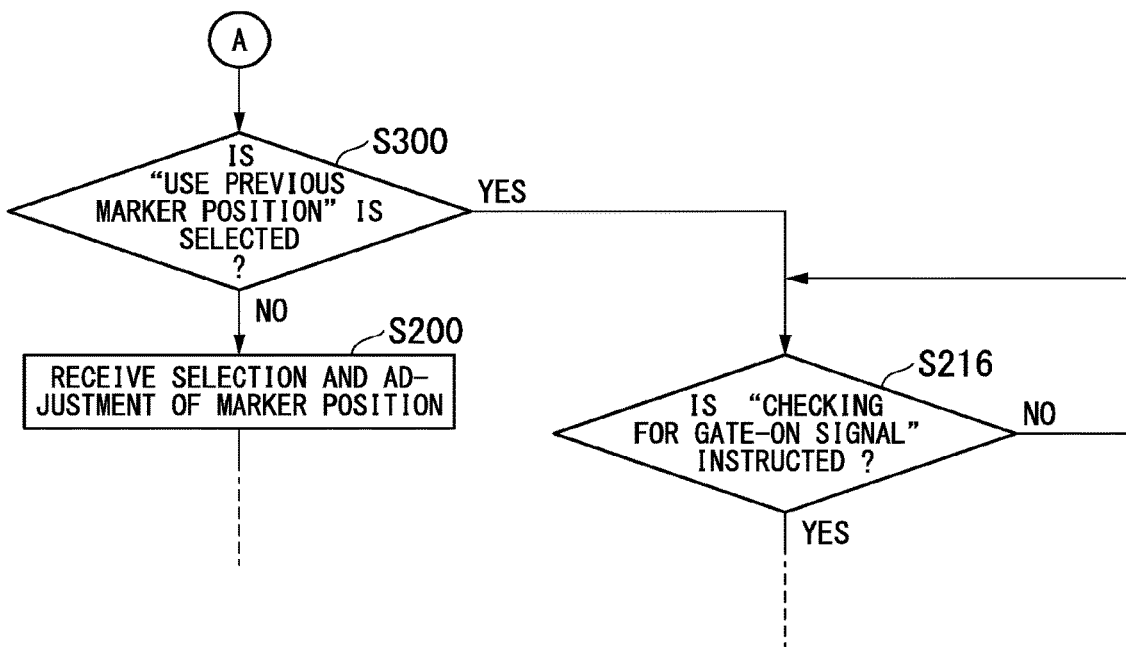 A
S300
IS
“USE PREVIOUS
MARKER POSITION” IS
SELECTED
?
YES
NO
S200
RECEIVE SELECTION AND AD-
JUSTMENT OF MARKER POSITION
S216
IS “CHECKING
FOR GATE-ON SIGNAL”
INSTRUCTED ?
NO
YES